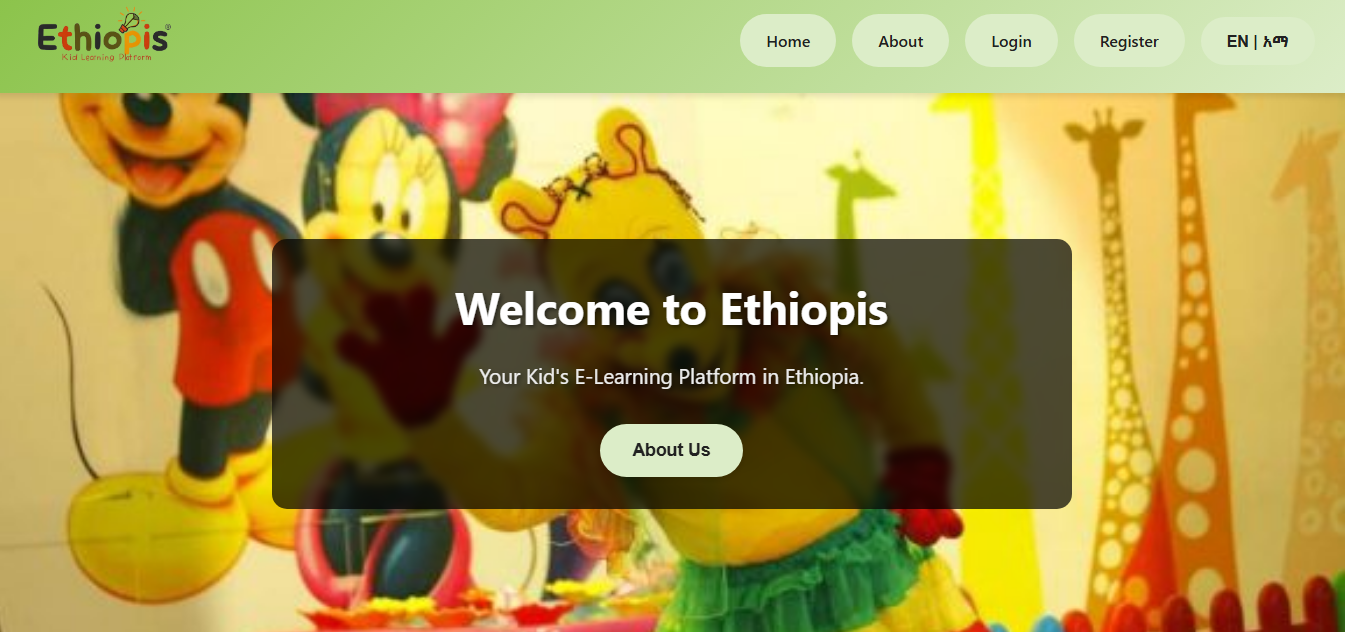 Ethiopis®
Kid Learning Platform
Home
About
Login
Register
EN | አማ
Welcome to Ethiopis
Your Kid's E-Learning Platform in Ethiopia.
About Us